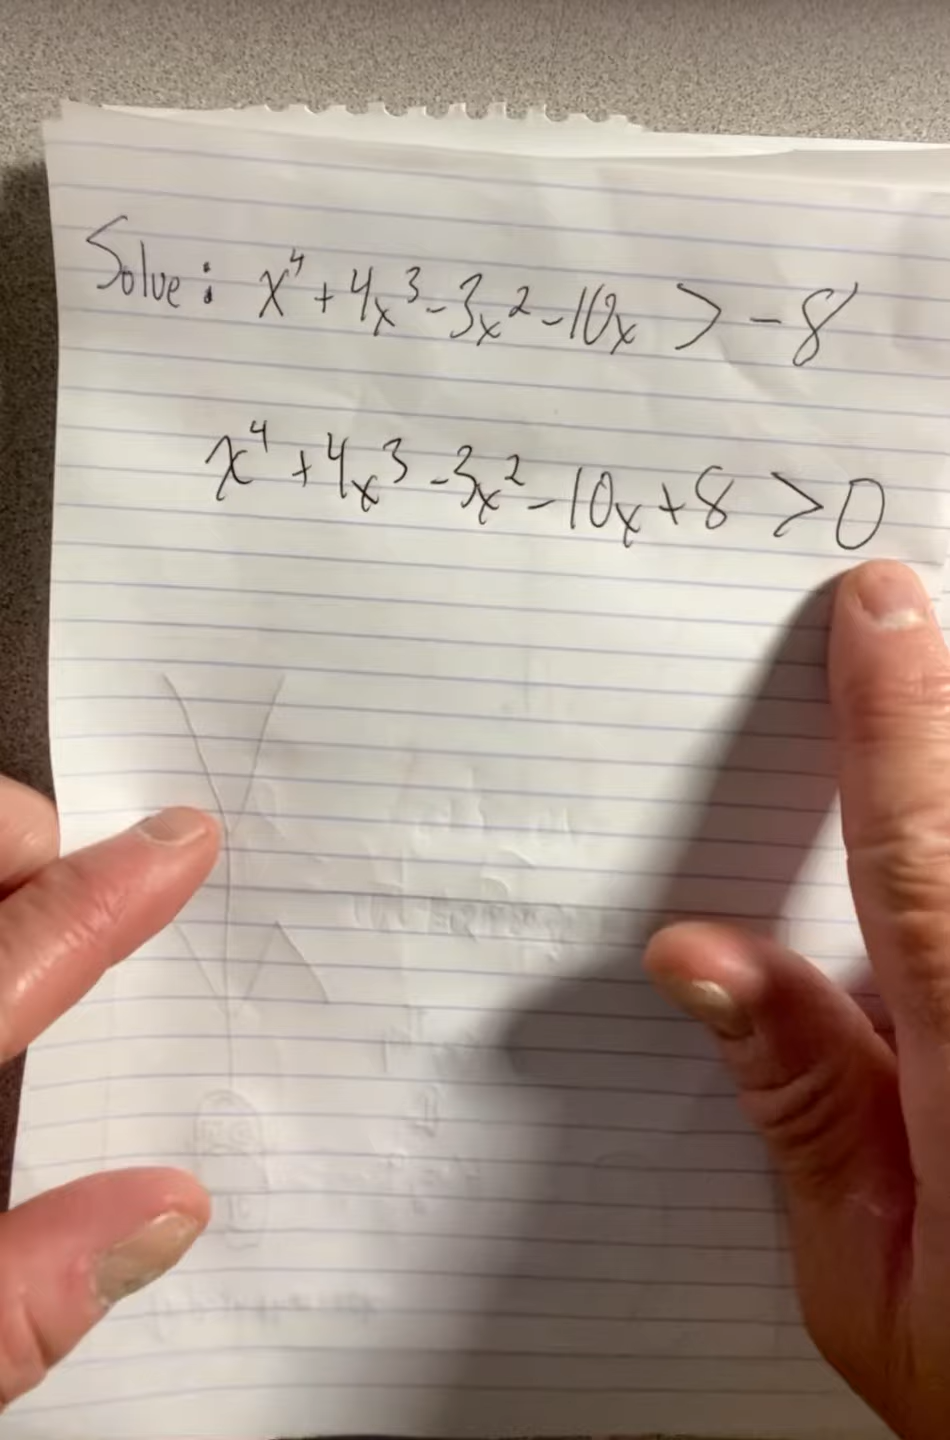 Solve: x⁴ + 4x³ - 3x² - 10x > -8
x⁴ + 4x³ - 3x² - 10x + 8 > 0